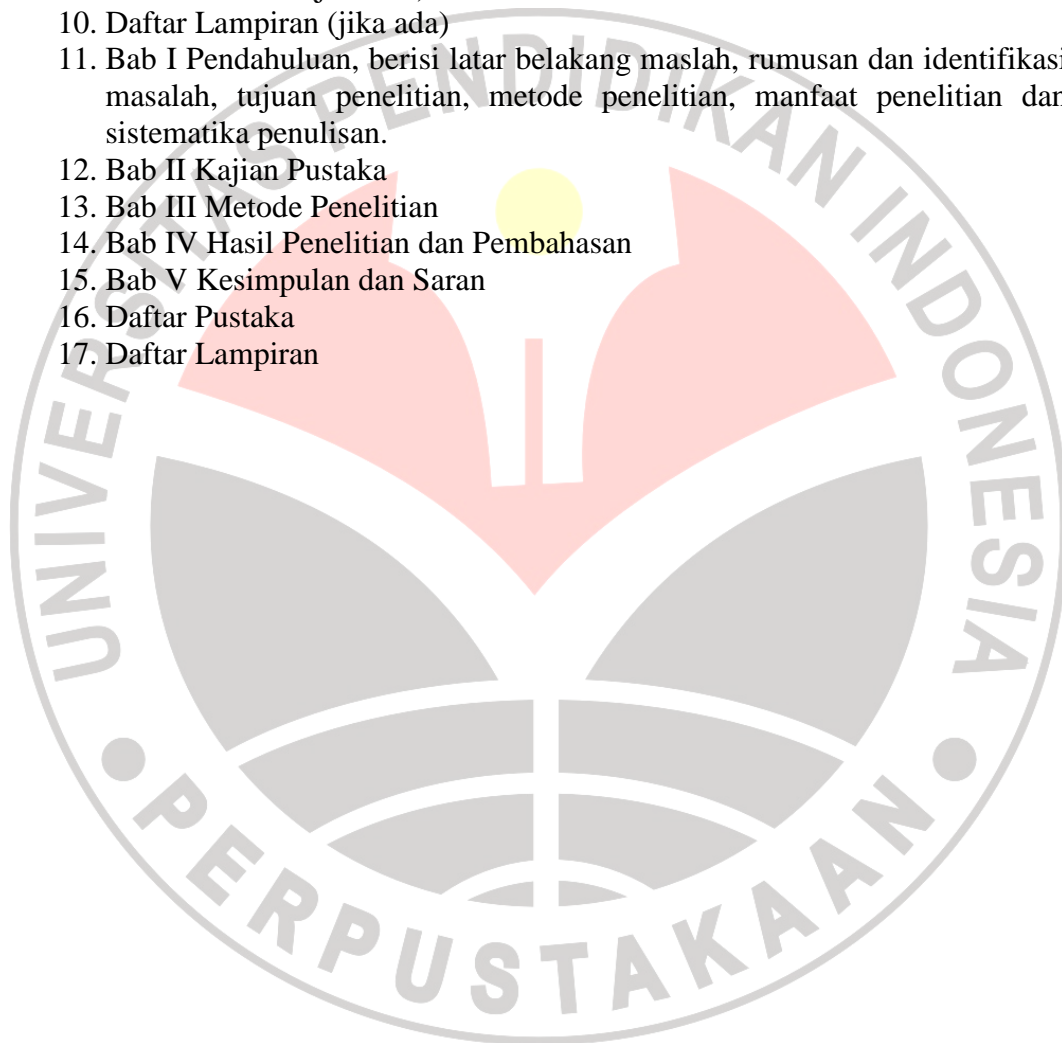 10. Daftar Lampiran (jika ada)
11. Bab I Pendahuluan, berisi latar belakang maslah, rumusan dan identifikasi
masalah, tujuan penelitian, metode penelitian, manfaat penelitian dan
sistematika penulisan.
12. Bab II Kajian Pustaka
13. Bab III Metode Penelitian
14. Bab IV Hasil Penelitian dan Pembahasan
15. Bab V Kesimpulan dan Saran
16. Daftar Pustaka
17. Daftar Lampiran
UNIVERSITAS PENDIDIKAN INDONESIA
PERPUSTAKAAN